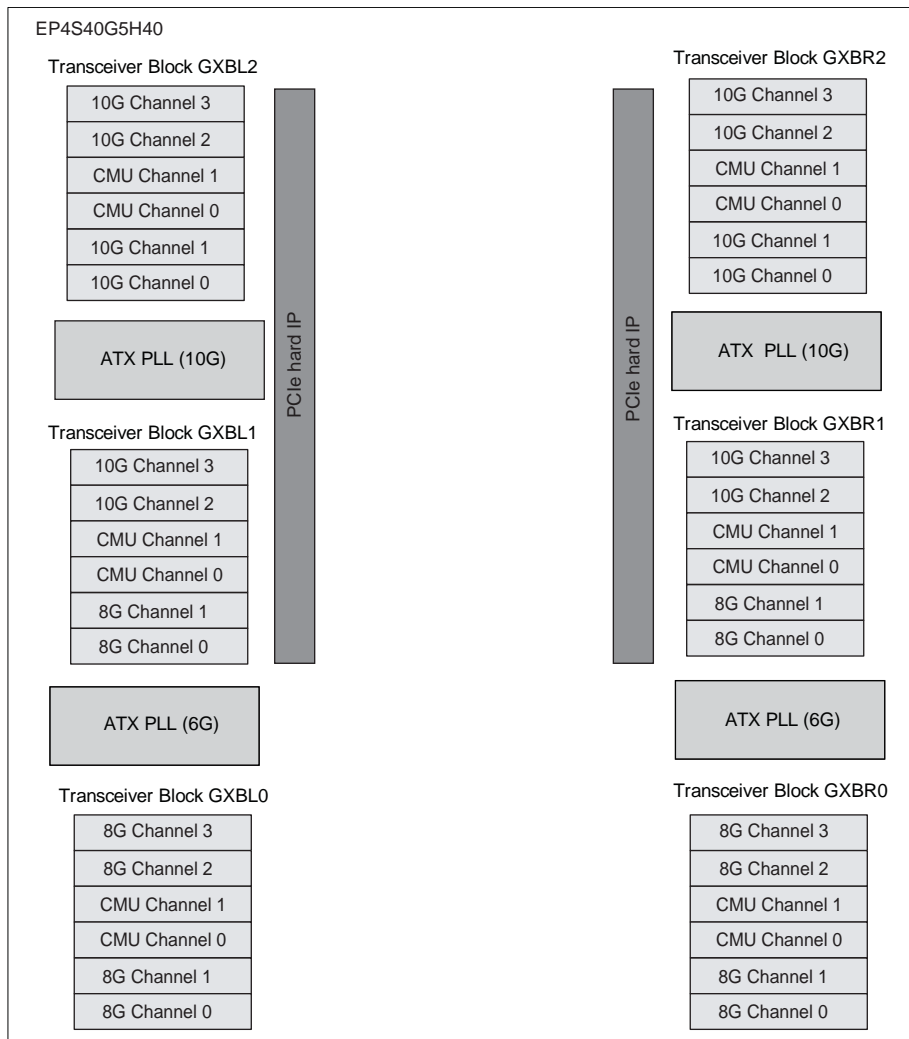 EP4S40G5H40
Transceiver Block GXBL2
10G Channel 3
10G Channel 2
CMU Channel 1
CMU Channel 0
10G Channel 1
10G Channel 0
ATX PLL (10G)
Transceiver Block GXBL1
10G Channel 3
10G Channel 2
CMU Channel 1
CMU Channel 0
8G Channel 1
8G Channel 0
ATX PLL (6G)
Transceiver Block GXBL0
8G Channel 3
8G Channel 2
CMU Channel 1
CMU Channel 0
8G Channel 1
8G Channel 0
PCIe hard IP
PCIe hard IP
Transceiver Block GXBR2
10G Channel 3
10G Channel 2
CMU Channel 1
CMU Channel 0
10G Channel 1
10G Channel 0
ATX PLL (10G)
Transceiver Block GXBR1
10G Channel 3
10G Channel 2
CMU Channel 1
CMU Channel 0
8G Channel 1
8G Channel 0
ATX PLL (6G)
Transceiver Block GXBR0
8G Channel 3
8G Channel 2
CMU Channel 1
CMU Channel 0
8G Channel 1
8G Channel 0